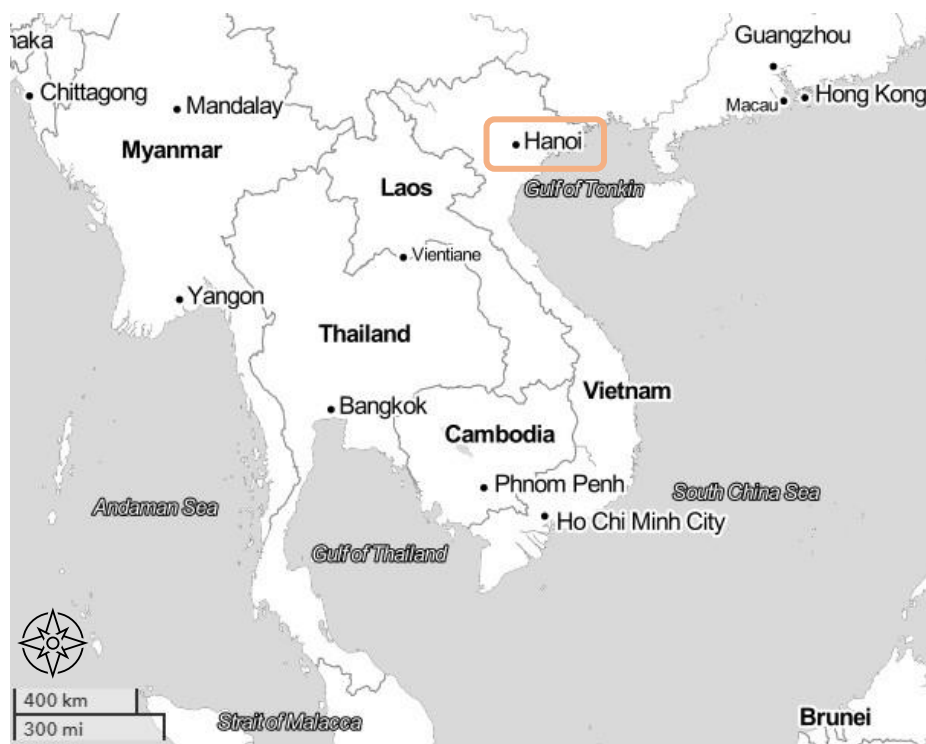 naka
Guangzhou
Chittagong
Mandalay
Macau
Hong Kong
Myanmar
Hanoi
Laos
Gulf of Tonkin
Vientiane
Yangon
Thailand
Vietnam
Bangkok
Cambodia
Phnom Penh
South China Sea
Andaman Sea
Ho Chi Minh City
Gulf of Thailand
400 km
300 mi
Strait of Malacca
Brunei